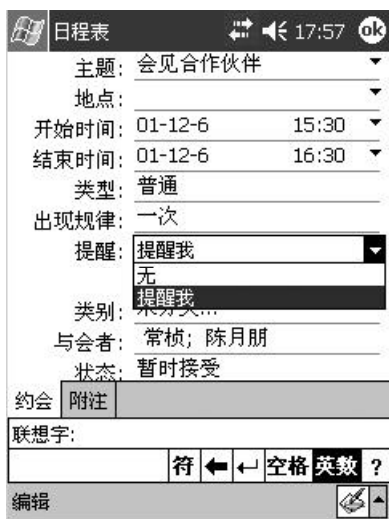 日程表 17:57 ok
主题: 会见合作伙伴
地点:
开始时间: 01-12-6 15:30
结束时间: 01-12-6 16:30
类型: 普通
出现规律: 一次
提醒: 提醒我
无
提醒我
类别:
与会者: 常桢; 陈月朋
状态: 暂时接受
约会 附注
联想字:
符 空格 英数 ?
编辑